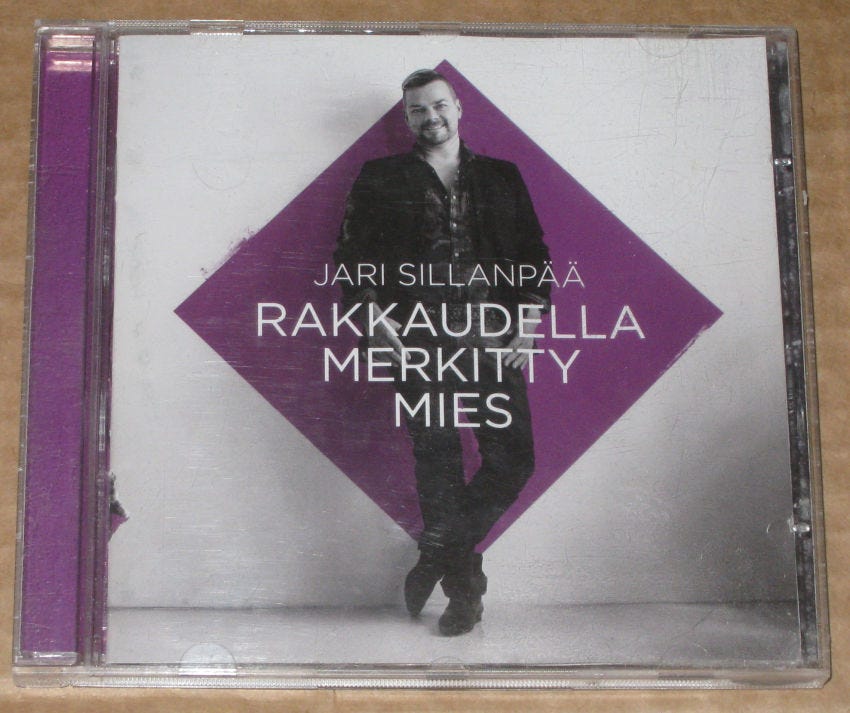 JARI SILLANPÄÄ
RAKKAUDELLA
MERKITTY
MIES